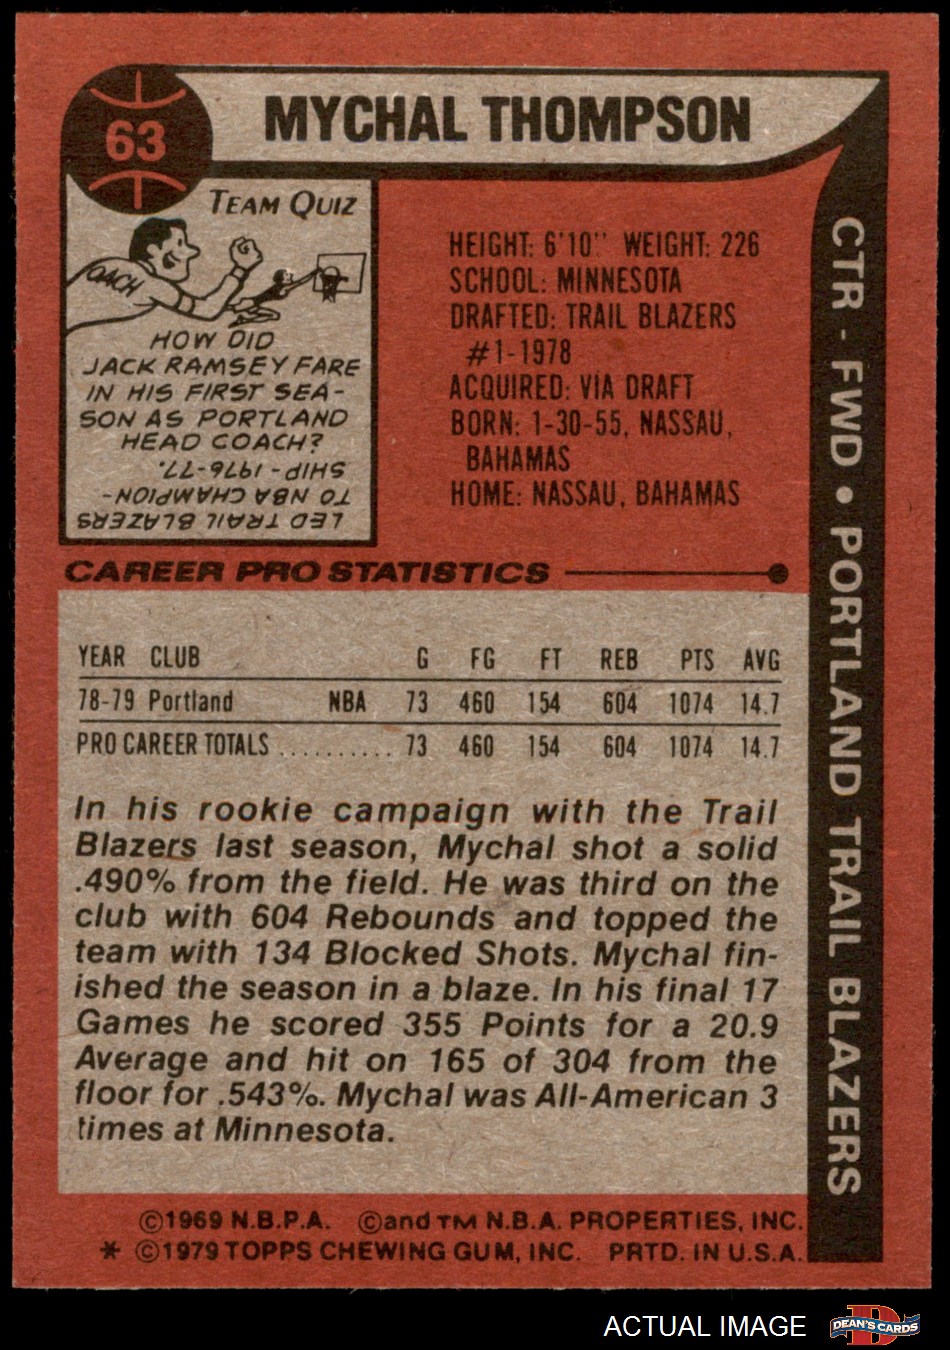 63
MYCHAL THOMPSON
TEAM QUIZ
COACH
HOW DID
JACK RAMSEY FARE
IN HIS FIRST SEA-
SON AS PORTLAND
HEAD COACH?
LED TRAIL BLAZERS
TO NBA CHAMPION-
SHIP - 1976-77.
HEIGHT: 6'10" WEIGHT: 226
SCHOOL: MINNESOTA
DRAFTED: TRAIL BLAZERS
#1-1978
ACQUIRED: VIA DRAFT
BORN: 1-30-55, NASSAU,
BAHAMAS
HOME: NASSAU, BAHAMAS
CTR - FWD • PORTLAND TRAIL BLAZERS
CAREER PRO STATISTICS
YEAR CLUB G FG FT REB PTS AVG
78-79 Portland NBA 73 460 154 604 1074 14.7
PRO CAREER TOTALS .......... 73 460 154 604 1074 14.7
In his rookie campaign with the Trail
Blazers last season, Mychal shot a solid
.490% from the field. He was third on the
club with 604 Rebounds and topped the
team with 134 Blocked Shots. Mychal fin-
ished the season in a blaze. In his final 17
Games he scored 355 Points for a 20.9
Average and hit on 165 of 304 from the
floor for .543%. Mychal was All-American 3
times at Minnesota.
©1969 N.B.P.A. ©and TM N.B.A. PROPERTIES, INC.
* ©1979 TOPPS CHEWING GUM, INC. PRTD. IN U.S.A.
ACTUAL IMAGE
D
DEAN'S CARDS